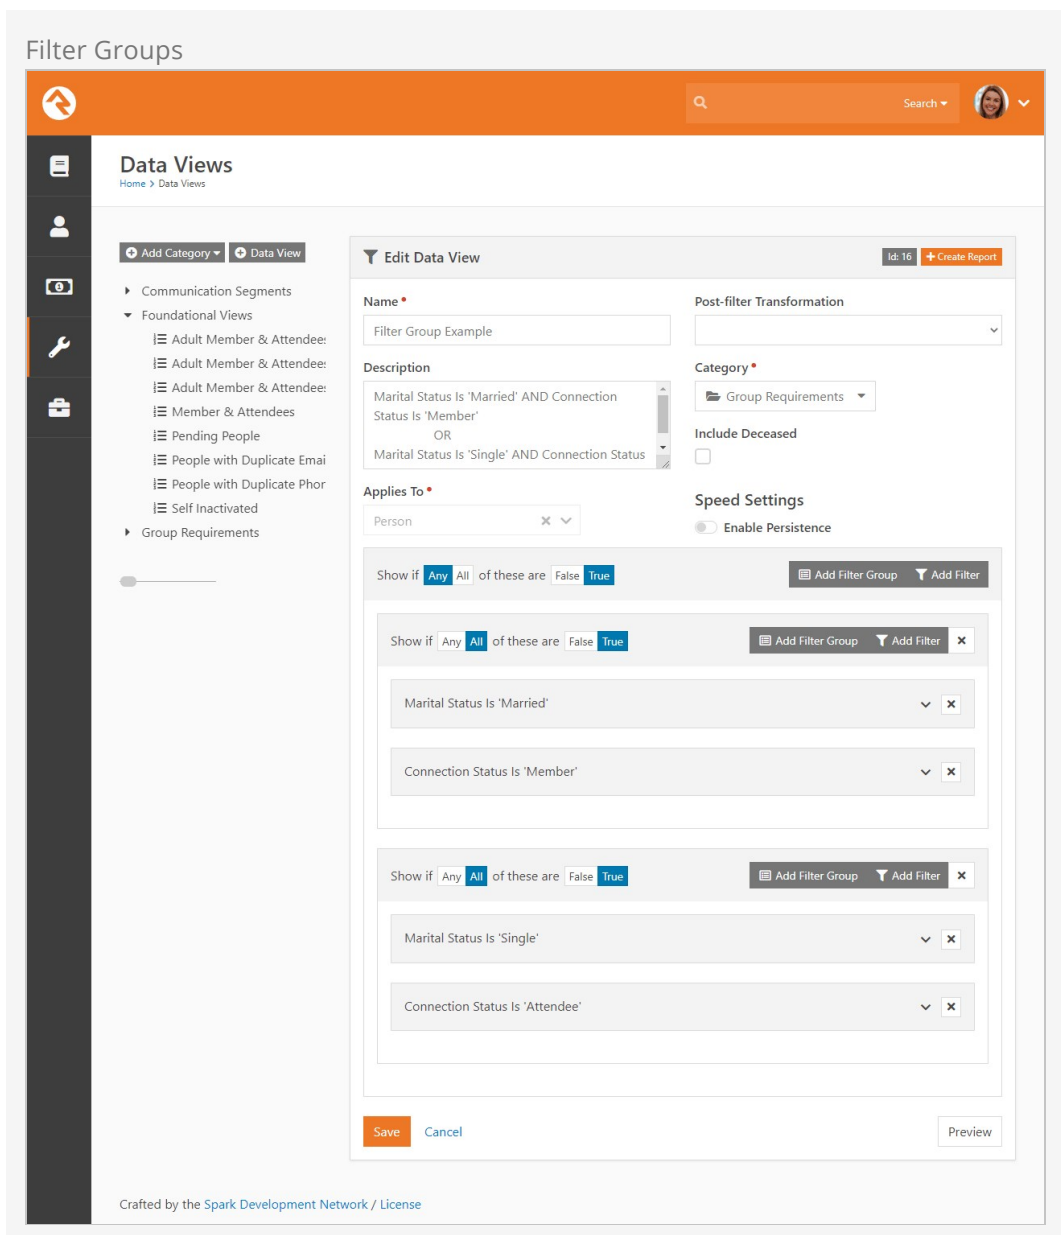 Filter Groups
Search
Data Views
Home > Data Views
Add Category
Data View
Communication Segments
Foundational Views
Adult Member & Attendees
Adult Member & Attendees
Adult Member & Attendees
Member & Attendees
Pending People
People with Duplicate Emai
People with Duplicate Phor
Self Inactivated
Group Requirements
Edit Data View
Id: 16
Create Report
Name
Filter Group Example
Post-filter Transformation
Description
Marital Status Is 'Married' AND Connection
Status Is 'Member'
OR
Marital Status Is 'Single' AND Connection Status
Category
Group Requirements
Include Deceased
Applies To
Person
Speed Settings
Enable Persistence
Show if Any All of these are False True
Add Filter Group Add Filter
Show if Any All of these are False True
Add Filter Group Add Filter
Marital Status Is 'Married'
Connection Status Is 'Member'
Show if Any All of these are False True
Add Filter Group Add Filter
Marital Status Is 'Single'
Connection Status Is 'Attendee'
Save
Cancel
Preview
Crafted by the Spark Development Network / License